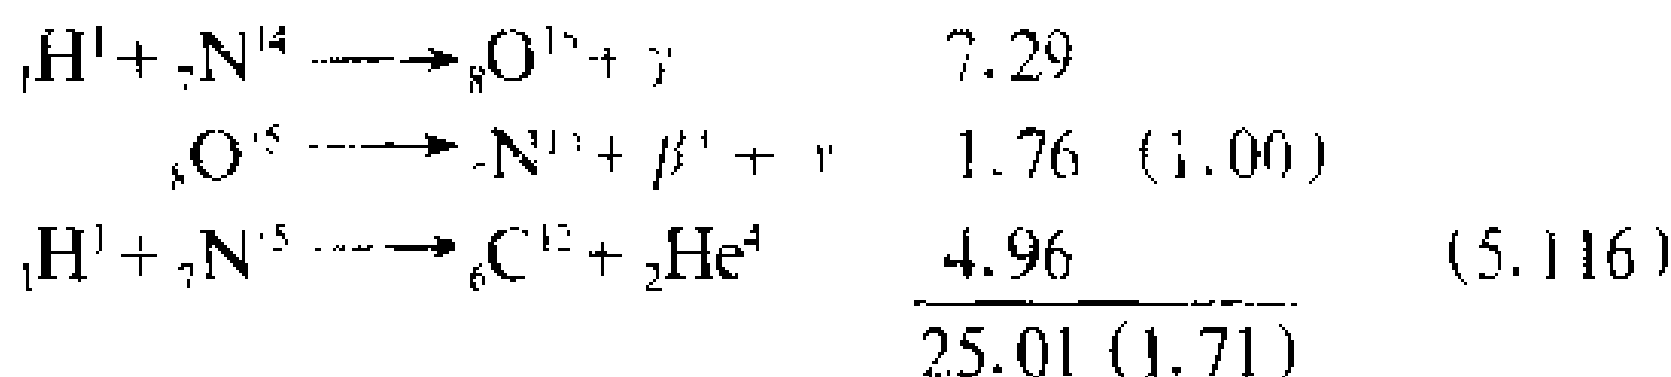 ₁H¹ + ₇N¹⁴ ⟶ ₈O¹⁵ + γ 7.29
₈O¹⁵ ⟶ ₇N¹⁵ + β⁺ + ν 1.76 (1.00)
₁H¹ + ₇N¹⁵ ⟶ ₆C¹² + ₂He⁴ 4.96 (5.116)
25.01 (1.71)